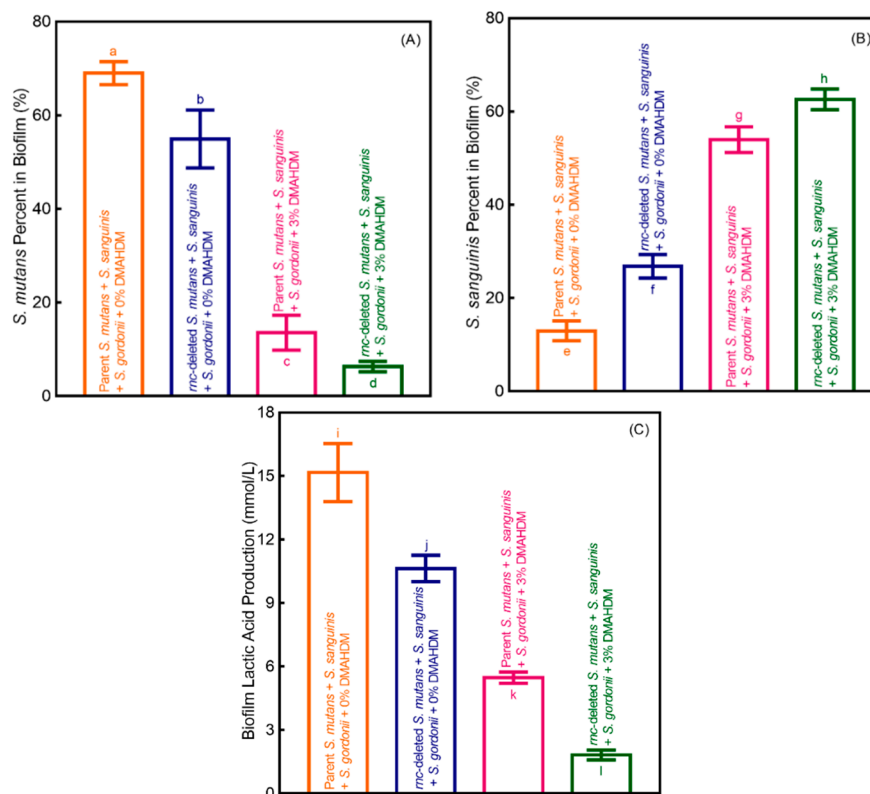 (A)
S. mutans Percent in Biofilm (%)
80
60
40
20
0
a
Parent S. mutans + S. sanguinis
+ S. gordonii + 0% DMAHDM
b
rnc-deleted S. mutans + S. sanguinis
+ S. gordonii + 0% DMAHDM
Parent S. mutans + S. sanguinis
+ S. gordonii + 3% DMAHDM
c
rnc-deleted S. mutans + S. sanguinis
+ S. gordonii + 3% DMAHDM
d
(B)
S. sanguinis Percent in Biofilm (%)
80
60
40
20
0
Parent S. mutans + S. sanguinis
+ S. gordonii + 0% DMAHDM
e
rnc-deleted S. mutans + S. sanguinis
+ S. gordonii + 0% DMAHDM
f
g
Parent S. mutans + S. sanguinis
+ S. gordonii + 3% DMAHDM
h
rnc-deleted S. mutans + S. sanguinis
+ S. gordonii + 3% DMAHDM
(C)
Biofilm Lactic Acid Production (mmol/L)
18
15
12
9
6
3
0
i
Parent S. mutans + S. sanguinis
+ S. gordonii + 0% DMAHDM
j
rnc-deleted S. mutans + S. sanguinis
+ S. gordonii + 0% DMAHDM
Parent S. mutans + S. sanguinis
+ S. gordonii + 3% DMAHDM
k
rnc-deleted S. mutans + S. sanguinis
+ S. gordonii + 3% DMAHDM
l